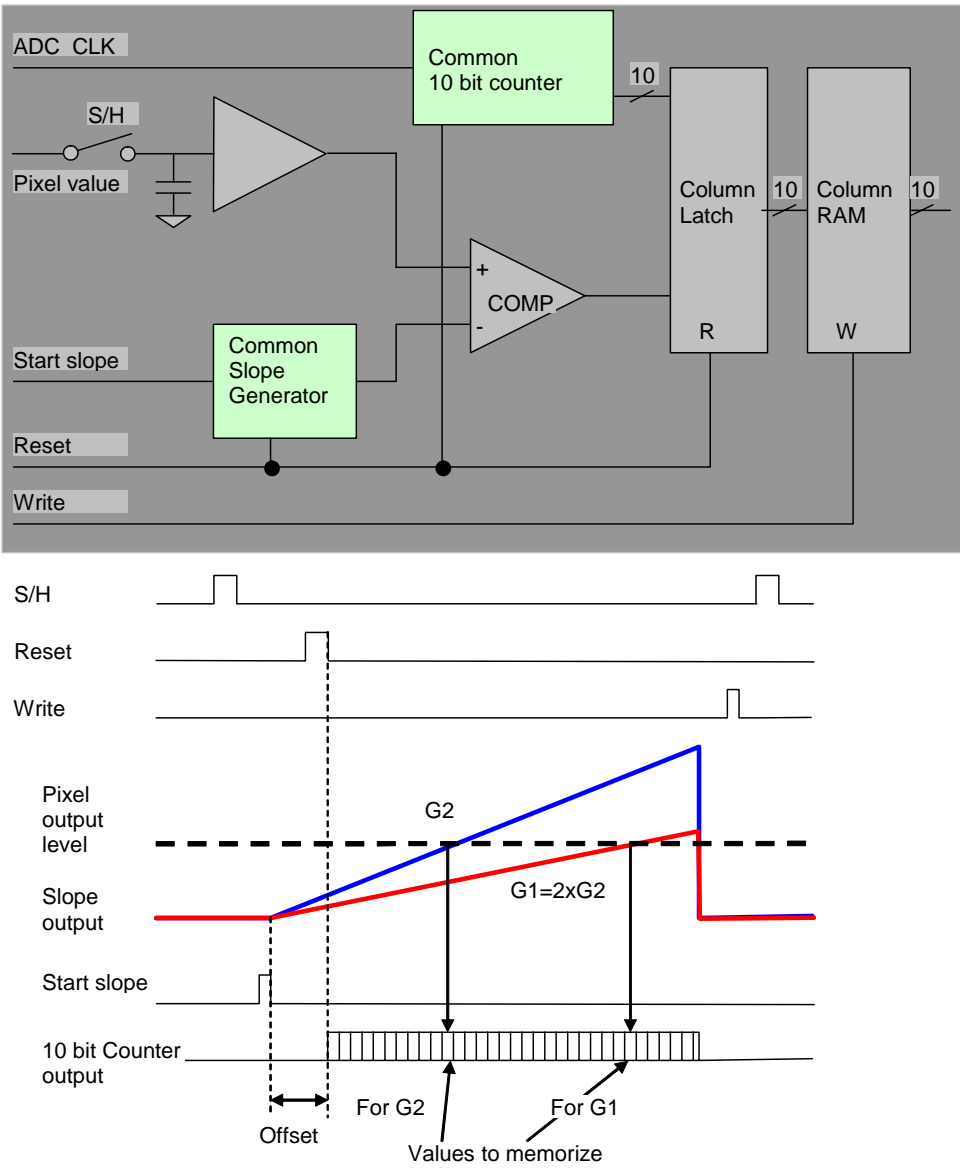 ADC CLK
Common
10 bit counter
10
S/H
Pixel value
Column
Latch
10
Column
RAM
10
+
COMP
-
R
W
Start slope
Common
Slope
Generator
Reset
Write
S/H
Reset
Write
Pixel
output
level
G2
G1=2xG2
Slope
output
Start slope
10 bit Counter
output
For G2
For G1
Offset
Values to memorize